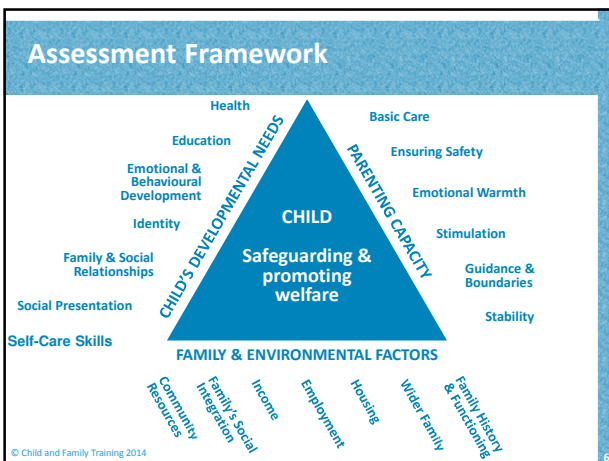 Assessment Framework
Health
Education
Emotional &
Behavioural
Development
Identity
Family & Social
Relationships
Social Presentation
Self-Care Skills
CHILD'S DEVELOPMENTAL NEEDS
CHILD
Safeguarding &
promoting
welfare
PARENTING CAPACITY
Basic Care
Ensuring Safety
Emotional Warmth
Stimulation
Guidance &
Boundaries
Stability
FAMILY & ENVIRONMENTAL FACTORS
Community
Resources
Family's Social
Integration
Income
Employment
Housing
Wider Family
Family History
& Functioning
© Child and Family Training 2014